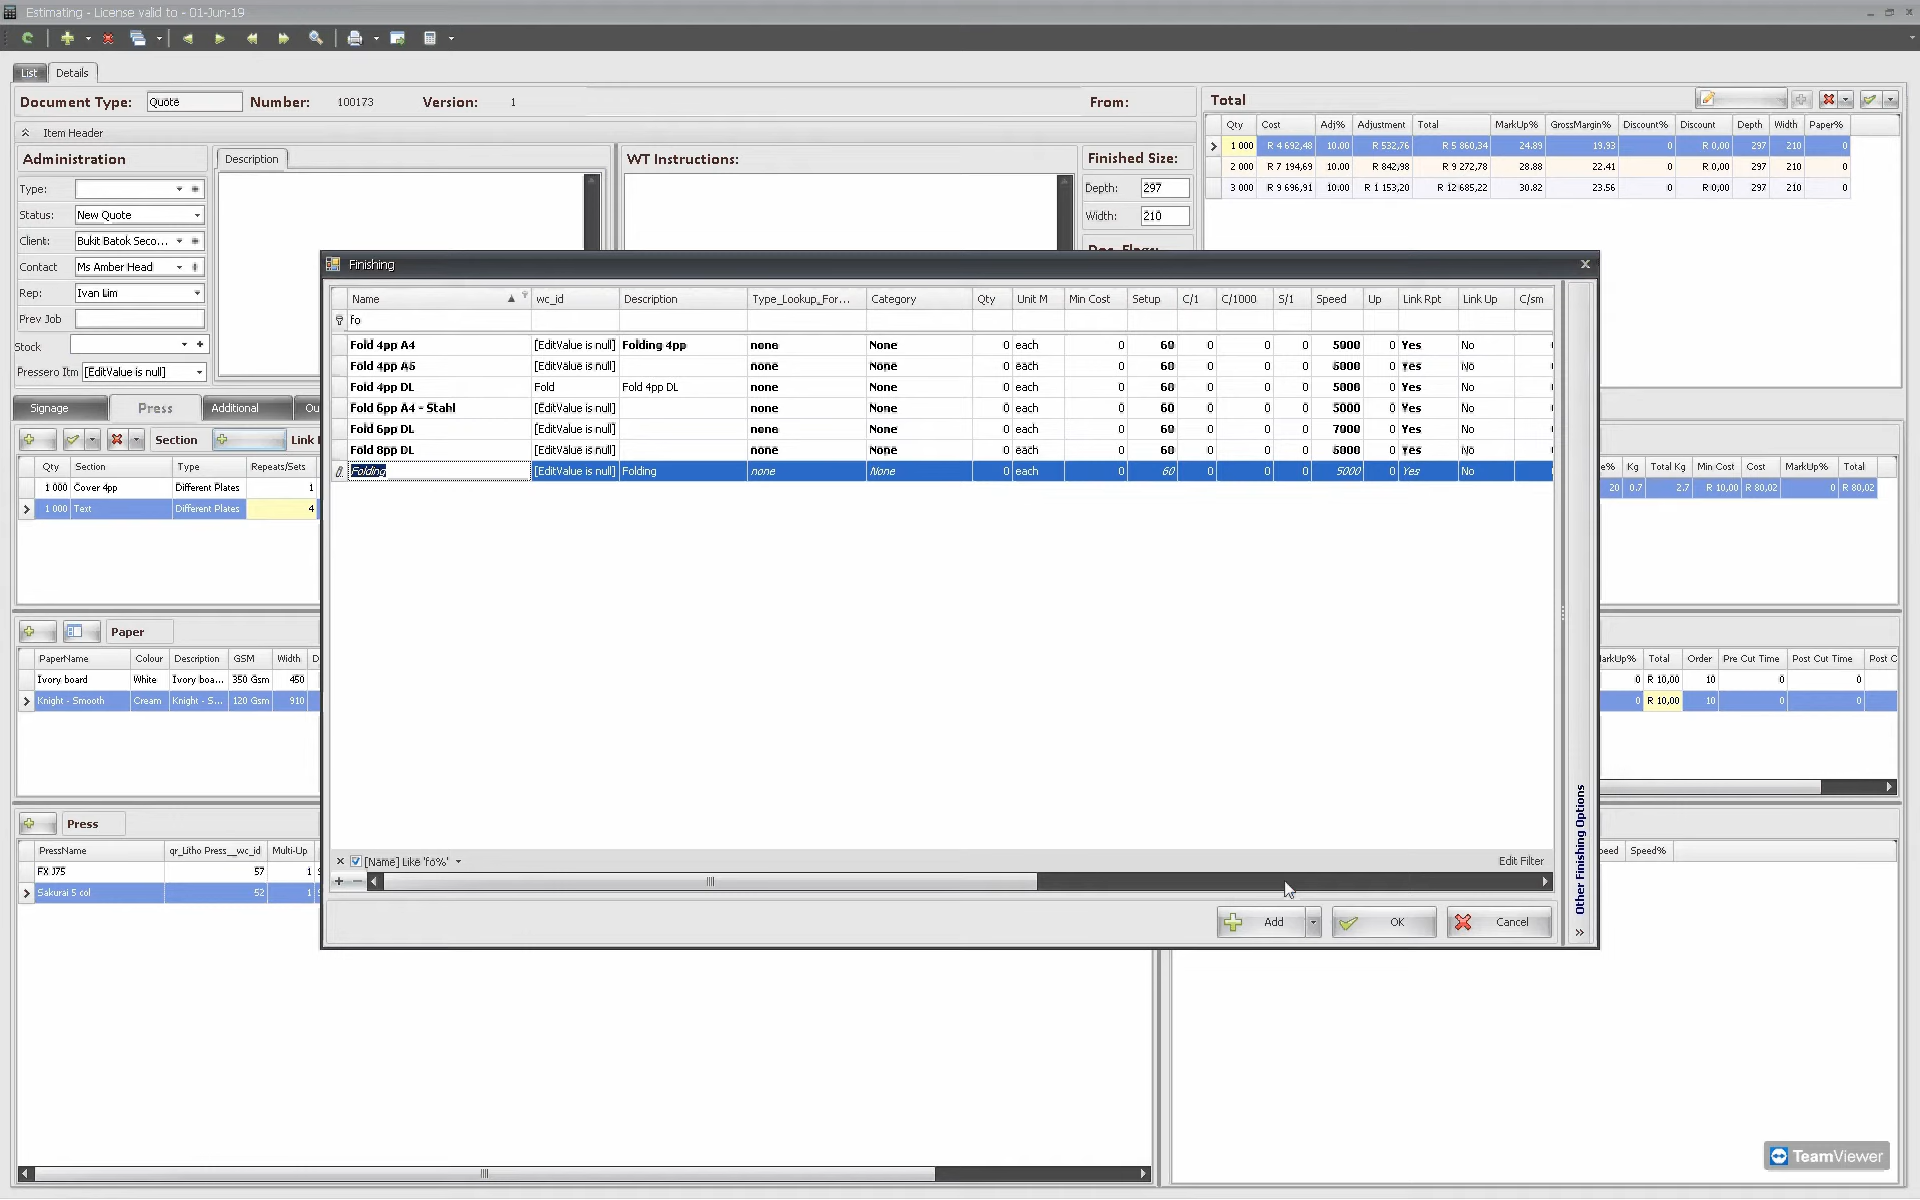 Estimating - License valid to - 01-Jun-19
List Details
Document Type: Quote Number: 100173 Version: 1 From:
Item Header
Administration
Type:
Status: New Quote
Client: Bukit Batok Seco...
Contact Ms Amber Head
Rep: Ivan Lim
Prev Job
Stock
Pressero Itm [EditValue is null]
Description
WT Instructions:
Finished Size:
Depth: 297
Width: 210
Total
Qty Cost Adj% Adjustment Total MarkUp% GrossMargin% Discount% Discount Depth Width Paper%
1 000 R 4 692,48 10.00 R 532,76 R 5 860,34 24.89 19.93 0 R 0,00 297 210 0
2 000 R 7 194,69 10.00 R 842,98 R 9 272,78 28.88 22.41 0 R 0,00 297 210 0
3 000 R 9 696,91 10.00 R 1 153,20 R 12 685,22 30.82 23.56 0 R 0,00 297 210 0
Signage Press Additional Ou
Section Link
Qty Section Type Repeats/Sets
1 000 Cover 4pp Different Plates 1
1 000 Text Different Plates 4
e% Kg Total Kg Min Cost Cost MarkUp% Total
20 0.7 2.7 R 10,00 R 80,02 0 R 80,02
Paper
PaperName Colour Description GSM Width D
Ivory board White Ivory boa... 350 Gsm 450
Knight - Smooth Cream Knight - S... 120 Gsm 910
MarkUp% Total Order Pre Cut Time Post Cut Time Post C
0 R 10,00 10 0 0
0 R 10,00 10 0 0
Press
PressName qr_Litho Press__wc_id Multi-Up
FX J75 57 1
Sakurai 5 col 52 1
peed Speed%
Finishing
Name wc_id Description Type_Lookup_For... Category Qty Unit M Min Cost Setup C/1 C/1000 S/1 Speed Up Link Rpt Link Up C/sm
fo
Fold 4pp A4 [EditValue is null] Folding 4pp none None 0 each 0 60 0 0 0 5000 0 Yes No
Fold 4pp A5 [EditValue is null] none None 0 each 0 60 0 0 0 5000 0 Yes No
Fold 4pp DL Fold Fold 4pp DL none None 0 each 0 60 0 0 0 5000 0 Yes No
Fold 6pp A4 - Stahl [EditValue is null] none None 0 each 0 60 0 0 0 5000 0 Yes No
Fold 6pp DL [EditValue is null] none None 0 each 0 60 0 0 0 7000 0 Yes No
Fold 8pp DL [EditValue is null] none None 0 each 0 60 0 0 0 5000 0 Yes No
Folding [EditValue is null] Folding none None 0 each 0 60 0 0 0 5000 0 Yes No
[Name] Like 'fo%' Edit Filter
Other Finishing Options
Add OK Cancel
TeamViewer